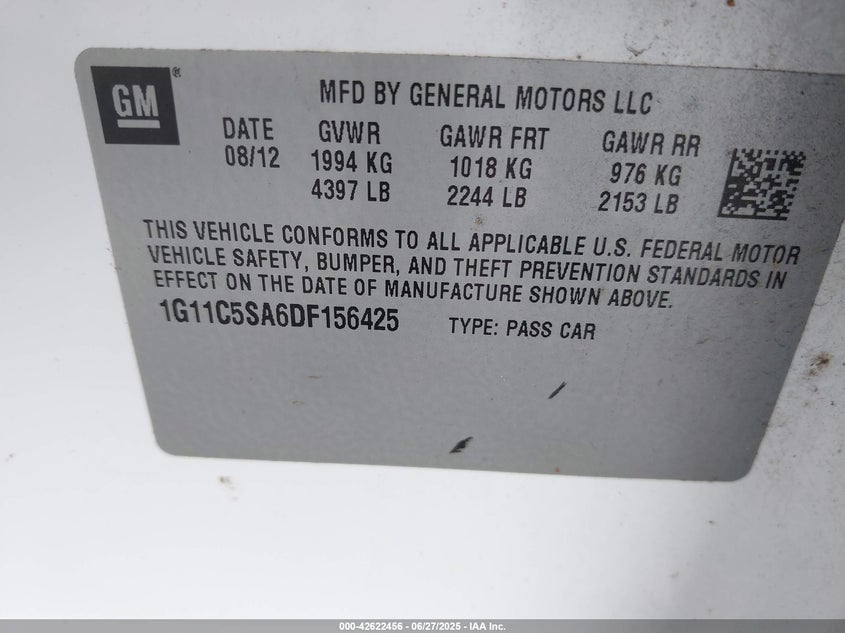 GM®
MFD BY GENERAL MOTORS LLC
DATE GVWR GAWR FRT GAWR RR
08/12 1994 KG 1018 KG 976 KG
4397 LB 2244 LB 2153 LB
THIS VEHICLE CONFORMS TO ALL APPLICABLE U.S. FEDERAL MOTOR
VEHICLE SAFETY, BUMPER, AND THEFT PREVENTION STANDARDS IN
EFFECT ON THE DATE OF MANUFACTURE SHOWN ABOVE.
1G11C5SA6DF156425 TYPE: PASS CAR
000-42622456 - 06/27/2025 - IAA Inc.